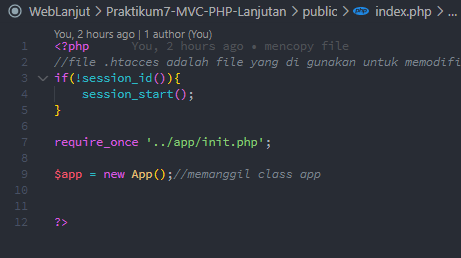 WebLanjut > Praktikum7-MVC-PHP-Lanjutan > public > php index.php > ...
You, 2 hours ago | 1 author (You)
1 <?php You, 2 hours ago • mencopy file
2 //file .htacces adalah file yang di gunakan untuk memodifi
3 if(!session_id()){
4 session_start();
5 }
6
7 require_once '../app/init.php';
8
9 $app = new App();//memanggil class app
10
11
12 ?>